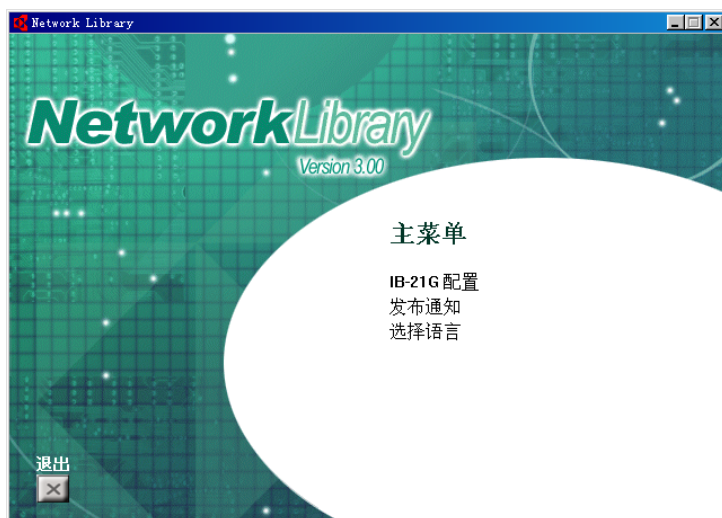 Network Library
NetworkLibrary
Version 3.00
主菜单
IB-21G 配置
发布通知
选择语言
退出